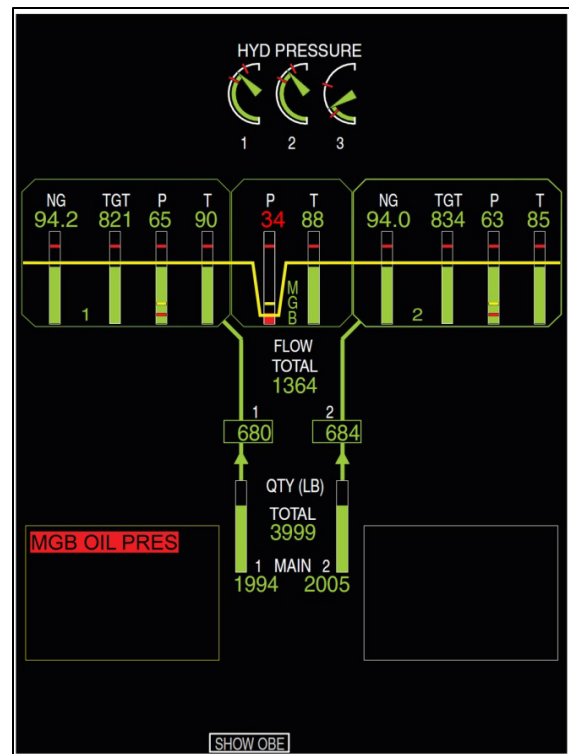 HYD PRESSURE
1 2 3
NG TGT P T P T NG TGT P T
94.2 821 65 90 34 88 94.0 834 63 85
MGB
1 2
FLOW
TOTAL
1364
1 2
680 684
QTY (LB)
TOTAL
3999
MGB OIL PRES
1 MAIN 2
1994 2005
SHOW OBE